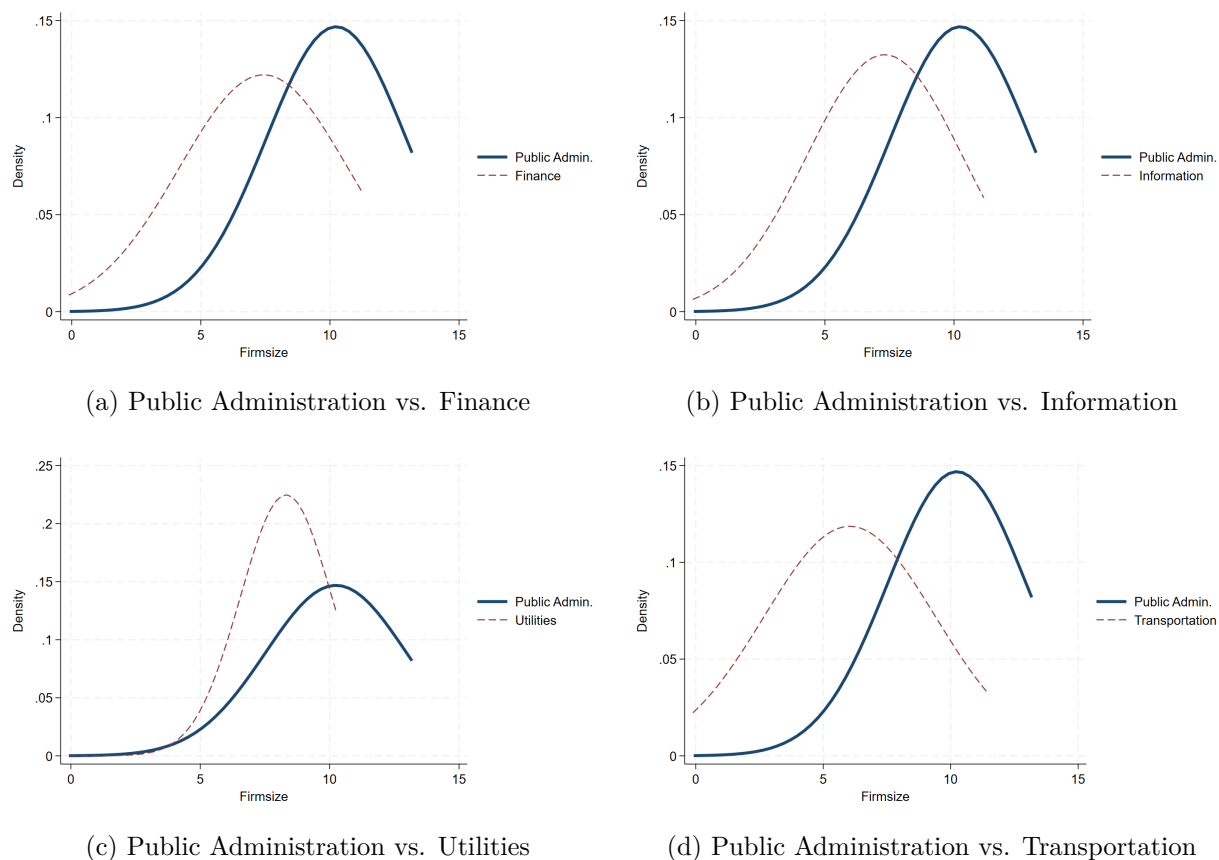 .15
.1
.05
0
Density
0 5 10 15
Firmsize
Public Admin.
Finance
(a) Public Administration vs. Finance
.15
.1
.05
0
Density
0 5 10 15
Firmsize
Public Admin.
Information
(b) Public Administration vs. Information
.25
.2
.15
.1
.05
0
Density
0 5 10 15
Firmsize
Public Admin.
Utilities
(c) Public Administration vs. Utilities
.15
.1
.05
0
Density
0 5 10 15
Firmsize
Public Admin.
Transportation
(d) Public Administration vs. Transportation